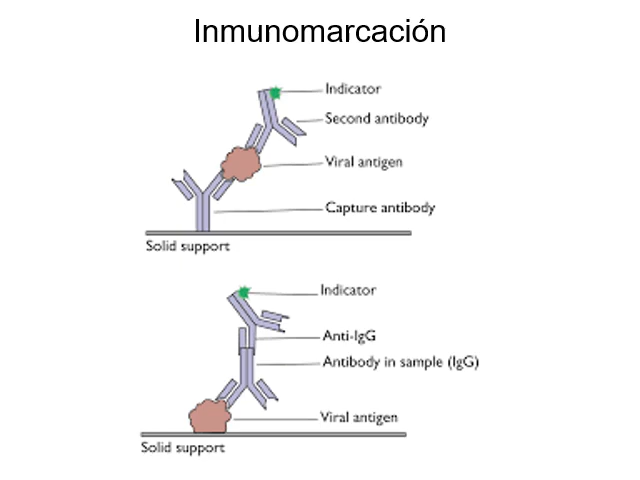 Inmunomarcación
Indicator
Second antibody
Viral antigen
Capture antibody
Solid support
Indicator
Anti-IgG
Antibody in sample (IgG)
Viral antigen
Solid support